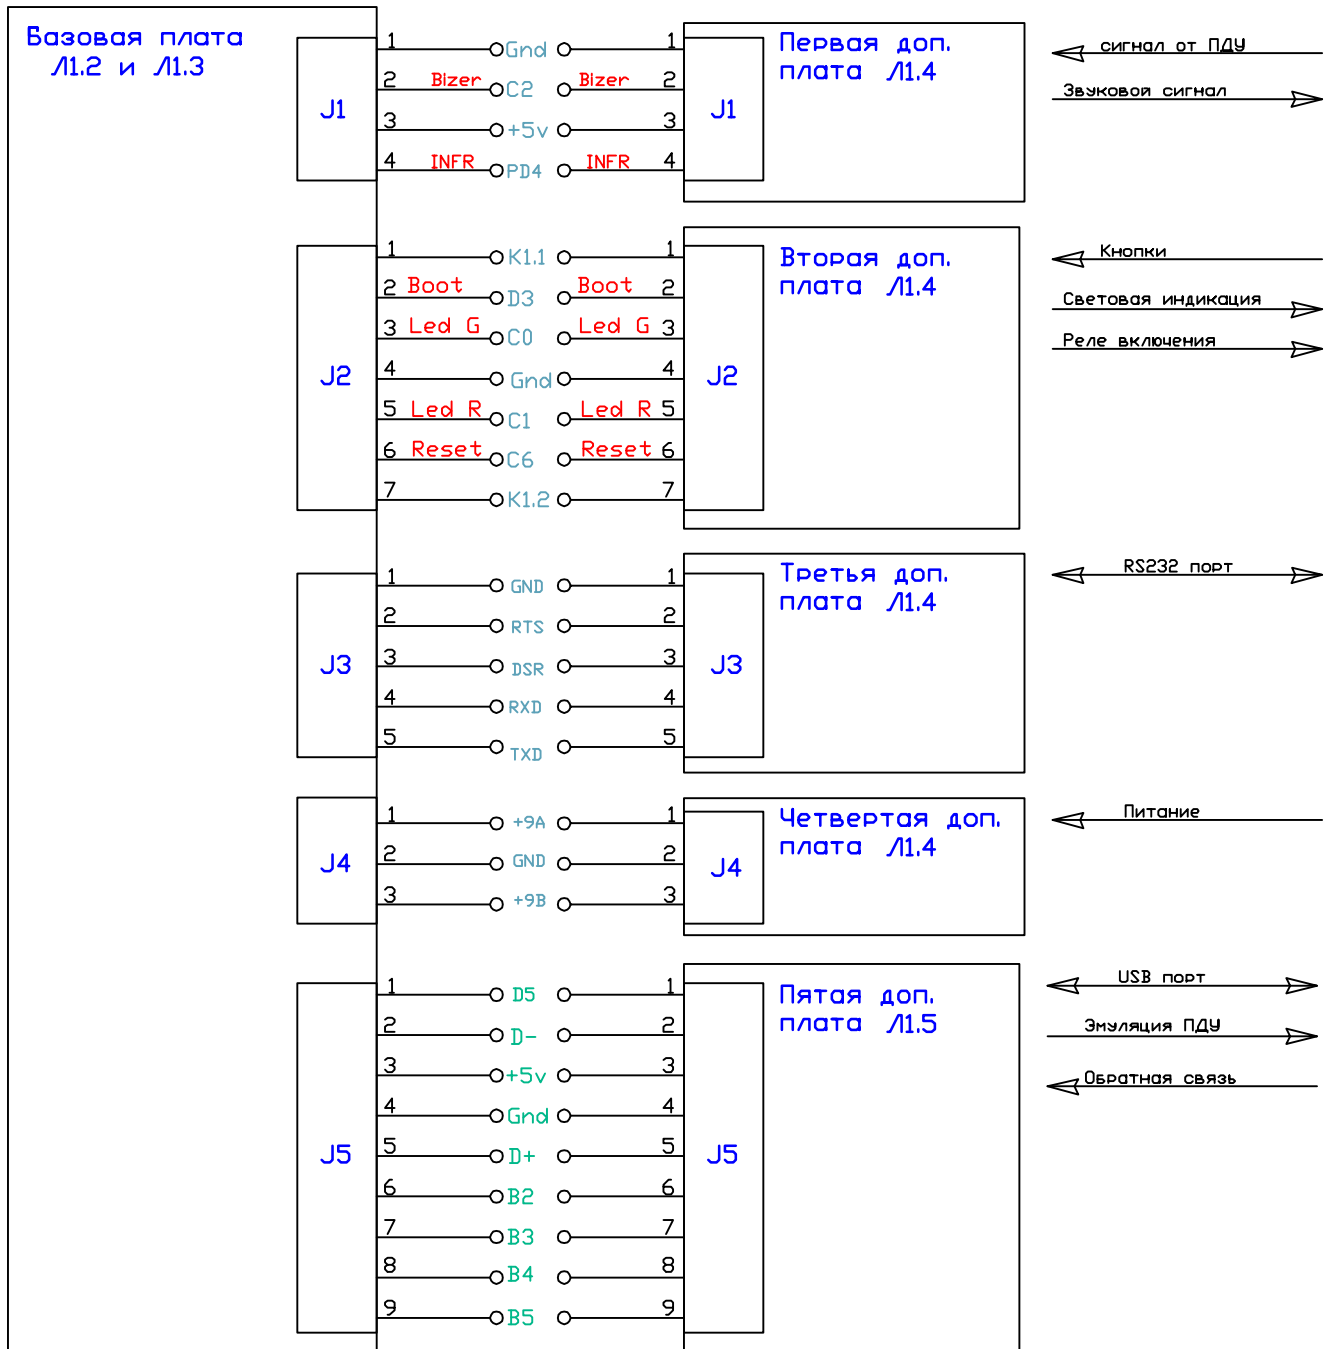 Базовая плата
Л1.2 и Л1.3
J1
1 Gnd 1
2 Bizer C2 Bizer 2
3 +5v 3
4 INFR PD4 INFR 4
J1
Первая доп.
плата Л1.4
сигнал от ПДУ
Звуковой сигнал
J2
1 K1.1 1
2 Boot D3 Boot 2
3 Led G C0 Led G 3
4 Gnd 4
5 Led R C1 Led R 5
6 Reset C6 Reset 6
7 K1.2 7
J2
Вторая доп.
плата Л1.4
Кнопки
Световая индикация
Реле включения
J3
1 GND 1
2 RTS 2
3 DSR 3
4 RXD 4
5 TXD 5
J3
Третья доп.
плата Л1.4
RS232 порт
J4
1 +9A 1
2 GND 2
3 +9B 3
J4
Четвертая доп.
плата Л1.4
Питание
J5
1 D5 1
2 D- 2
3 +5v 3
4 Gnd 4
5 D+ 5
6 B2 6
7 B3 7
8 B4 8
9 B5 9
J5
Пятая доп.
плата Л1.5
USB порт
Эмуляция ПДУ
Обратная связь